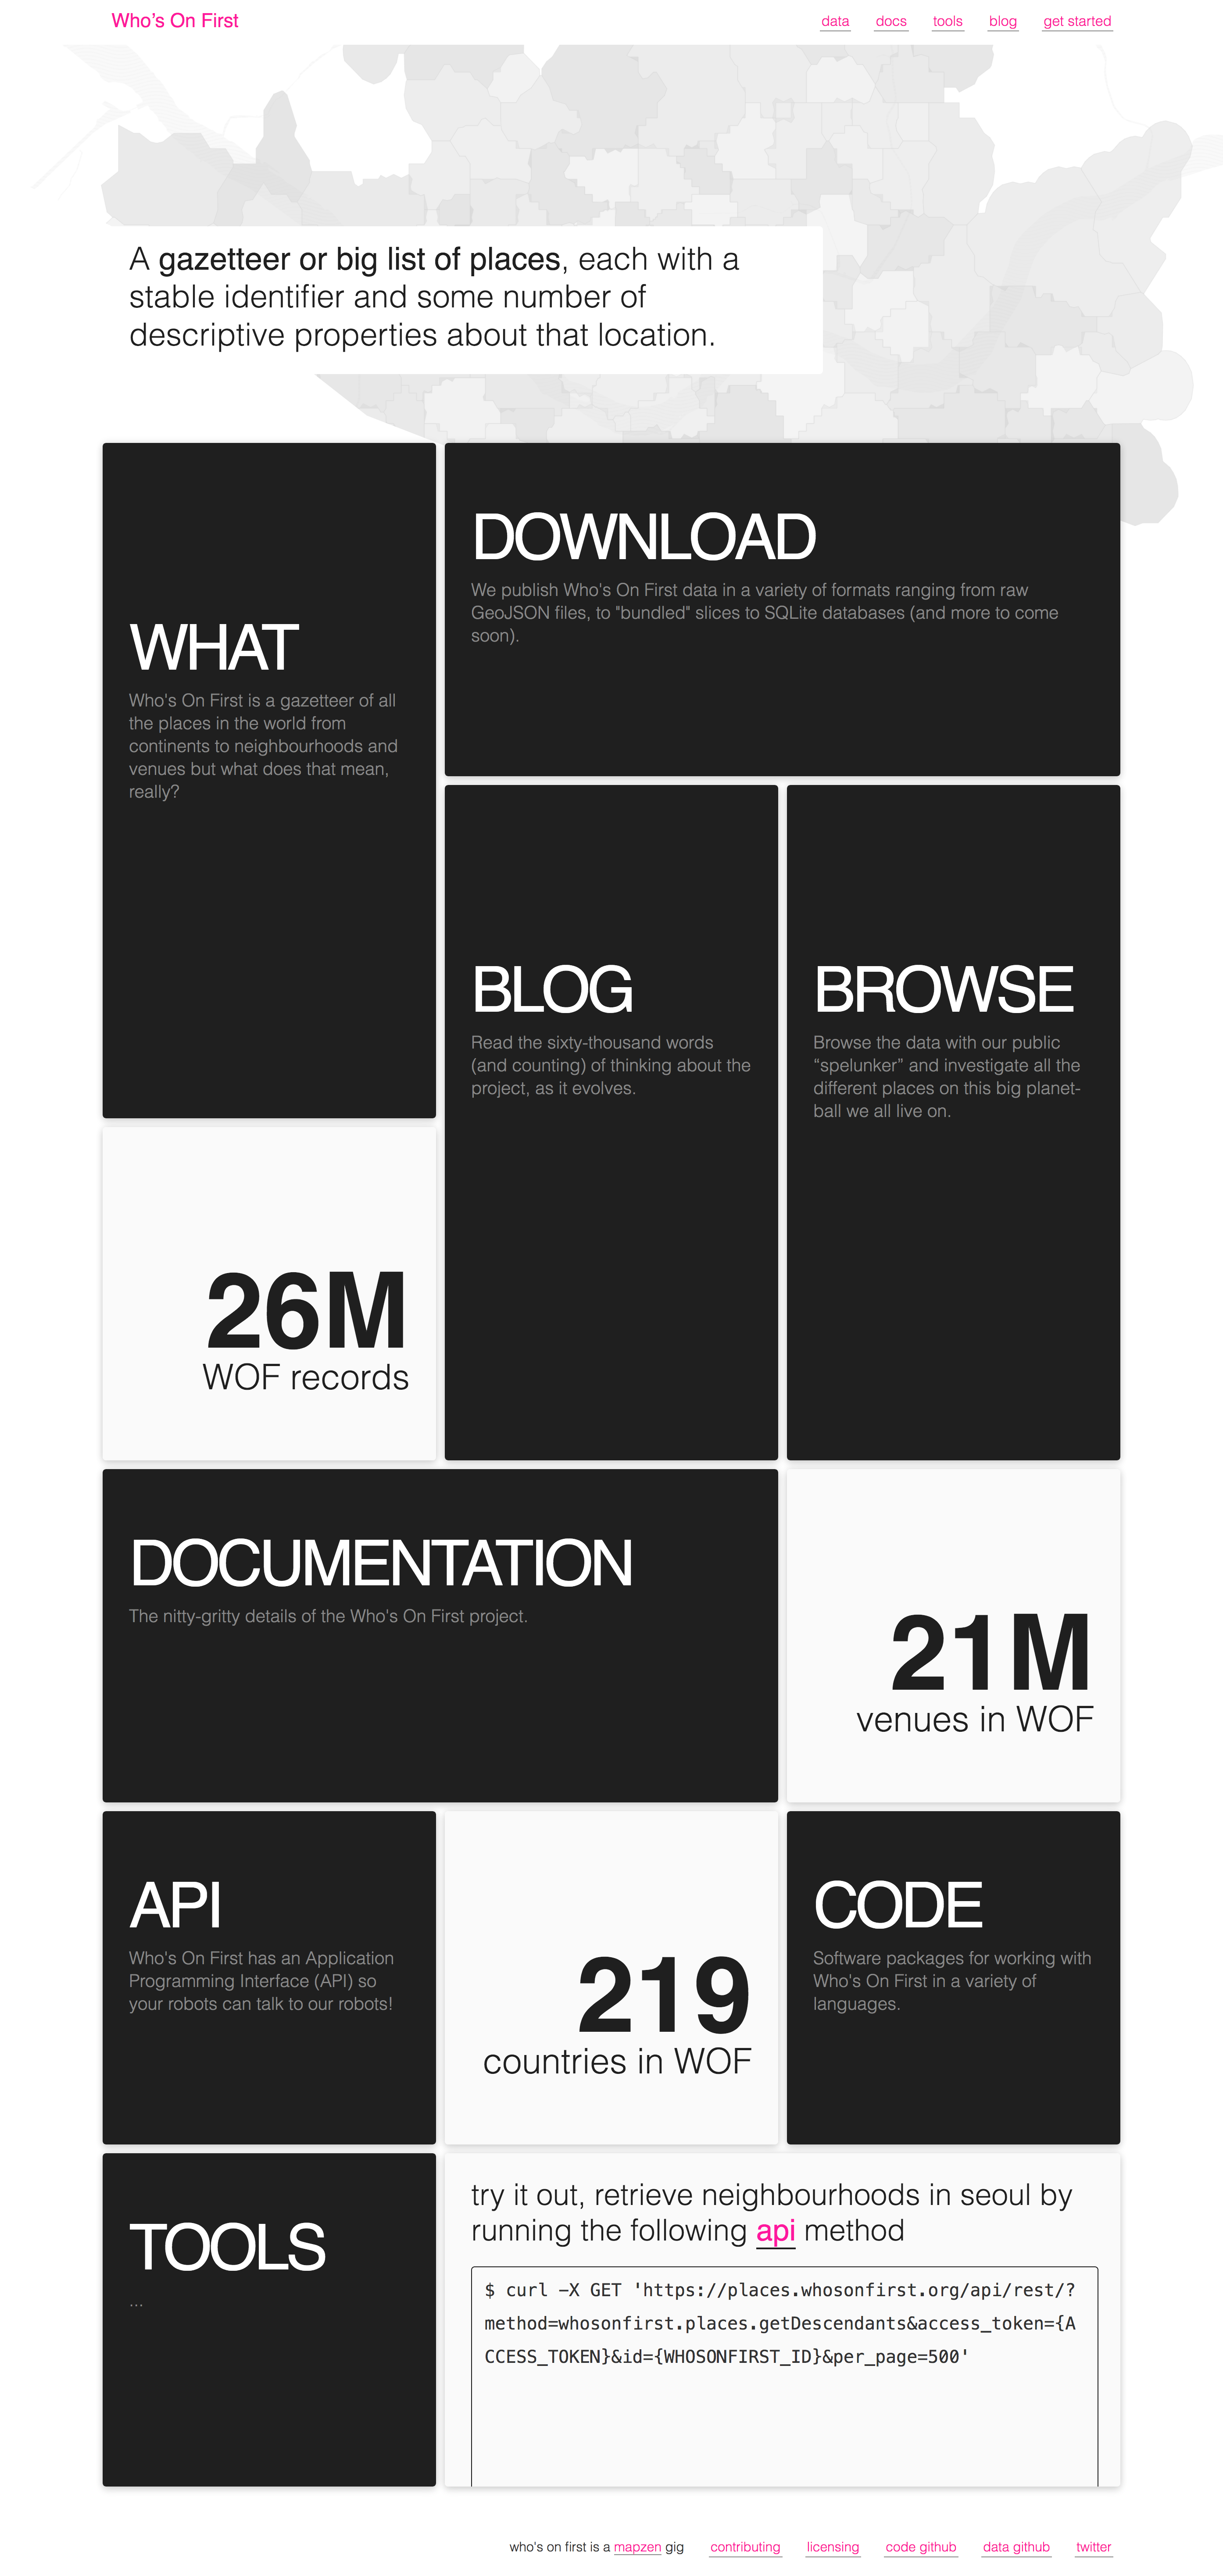 Who’s On First
data docs tools blog get started
A gazetteer or big list of places, each with a
stable identifier and some number of
descriptive properties about that location.
WHAT
Who's On First is a gazetteer of all
the places in the world from
continents to neighbourhoods and
venues but what does that mean,
really?
DOWNLOAD
We publish Who's On First data in a variety of formats ranging from raw
GeoJSON files, to "bundled" slices to SQLite databases (and more to come
soon).
BLOG
Read the sixty-thousand words
(and counting) of thinking about the
project, as it evolves.
BROWSE
Browse the data with our public
“spelunker” and investigate all the
different places on this big planet-
ball we all live on.
26M
WOF records
DOCUMENTATION
The nitty-gritty details of the Who's On First project.
21M
venues in WOF
API
Who's On First has an Application
Programming Interface (API) so
your robots can talk to our robots!
219
countries in WOF
CODE
Software packages for working with
Who's On First in a variety of
languages.
TOOLS
...
try it out, retrieve neighbourhoods in seoul by
running the following api method
$ curl -X GET 'https://places.whosonfirst.org/api/rest/?
method=whosonfirst.places.getDescendants&access_token={A
CCESS_TOKEN}&id={WHOSONFIRST_ID}&per_page=500'
who's on first is a mapzen gig contributing licensing code github data github twitter